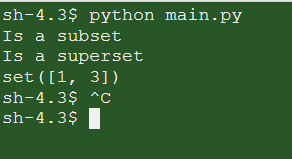 sh-4.3$ python main.py
Is a subset
Is a superset
set([1, 3])
sh-4.3$ ^C
sh-4.3$